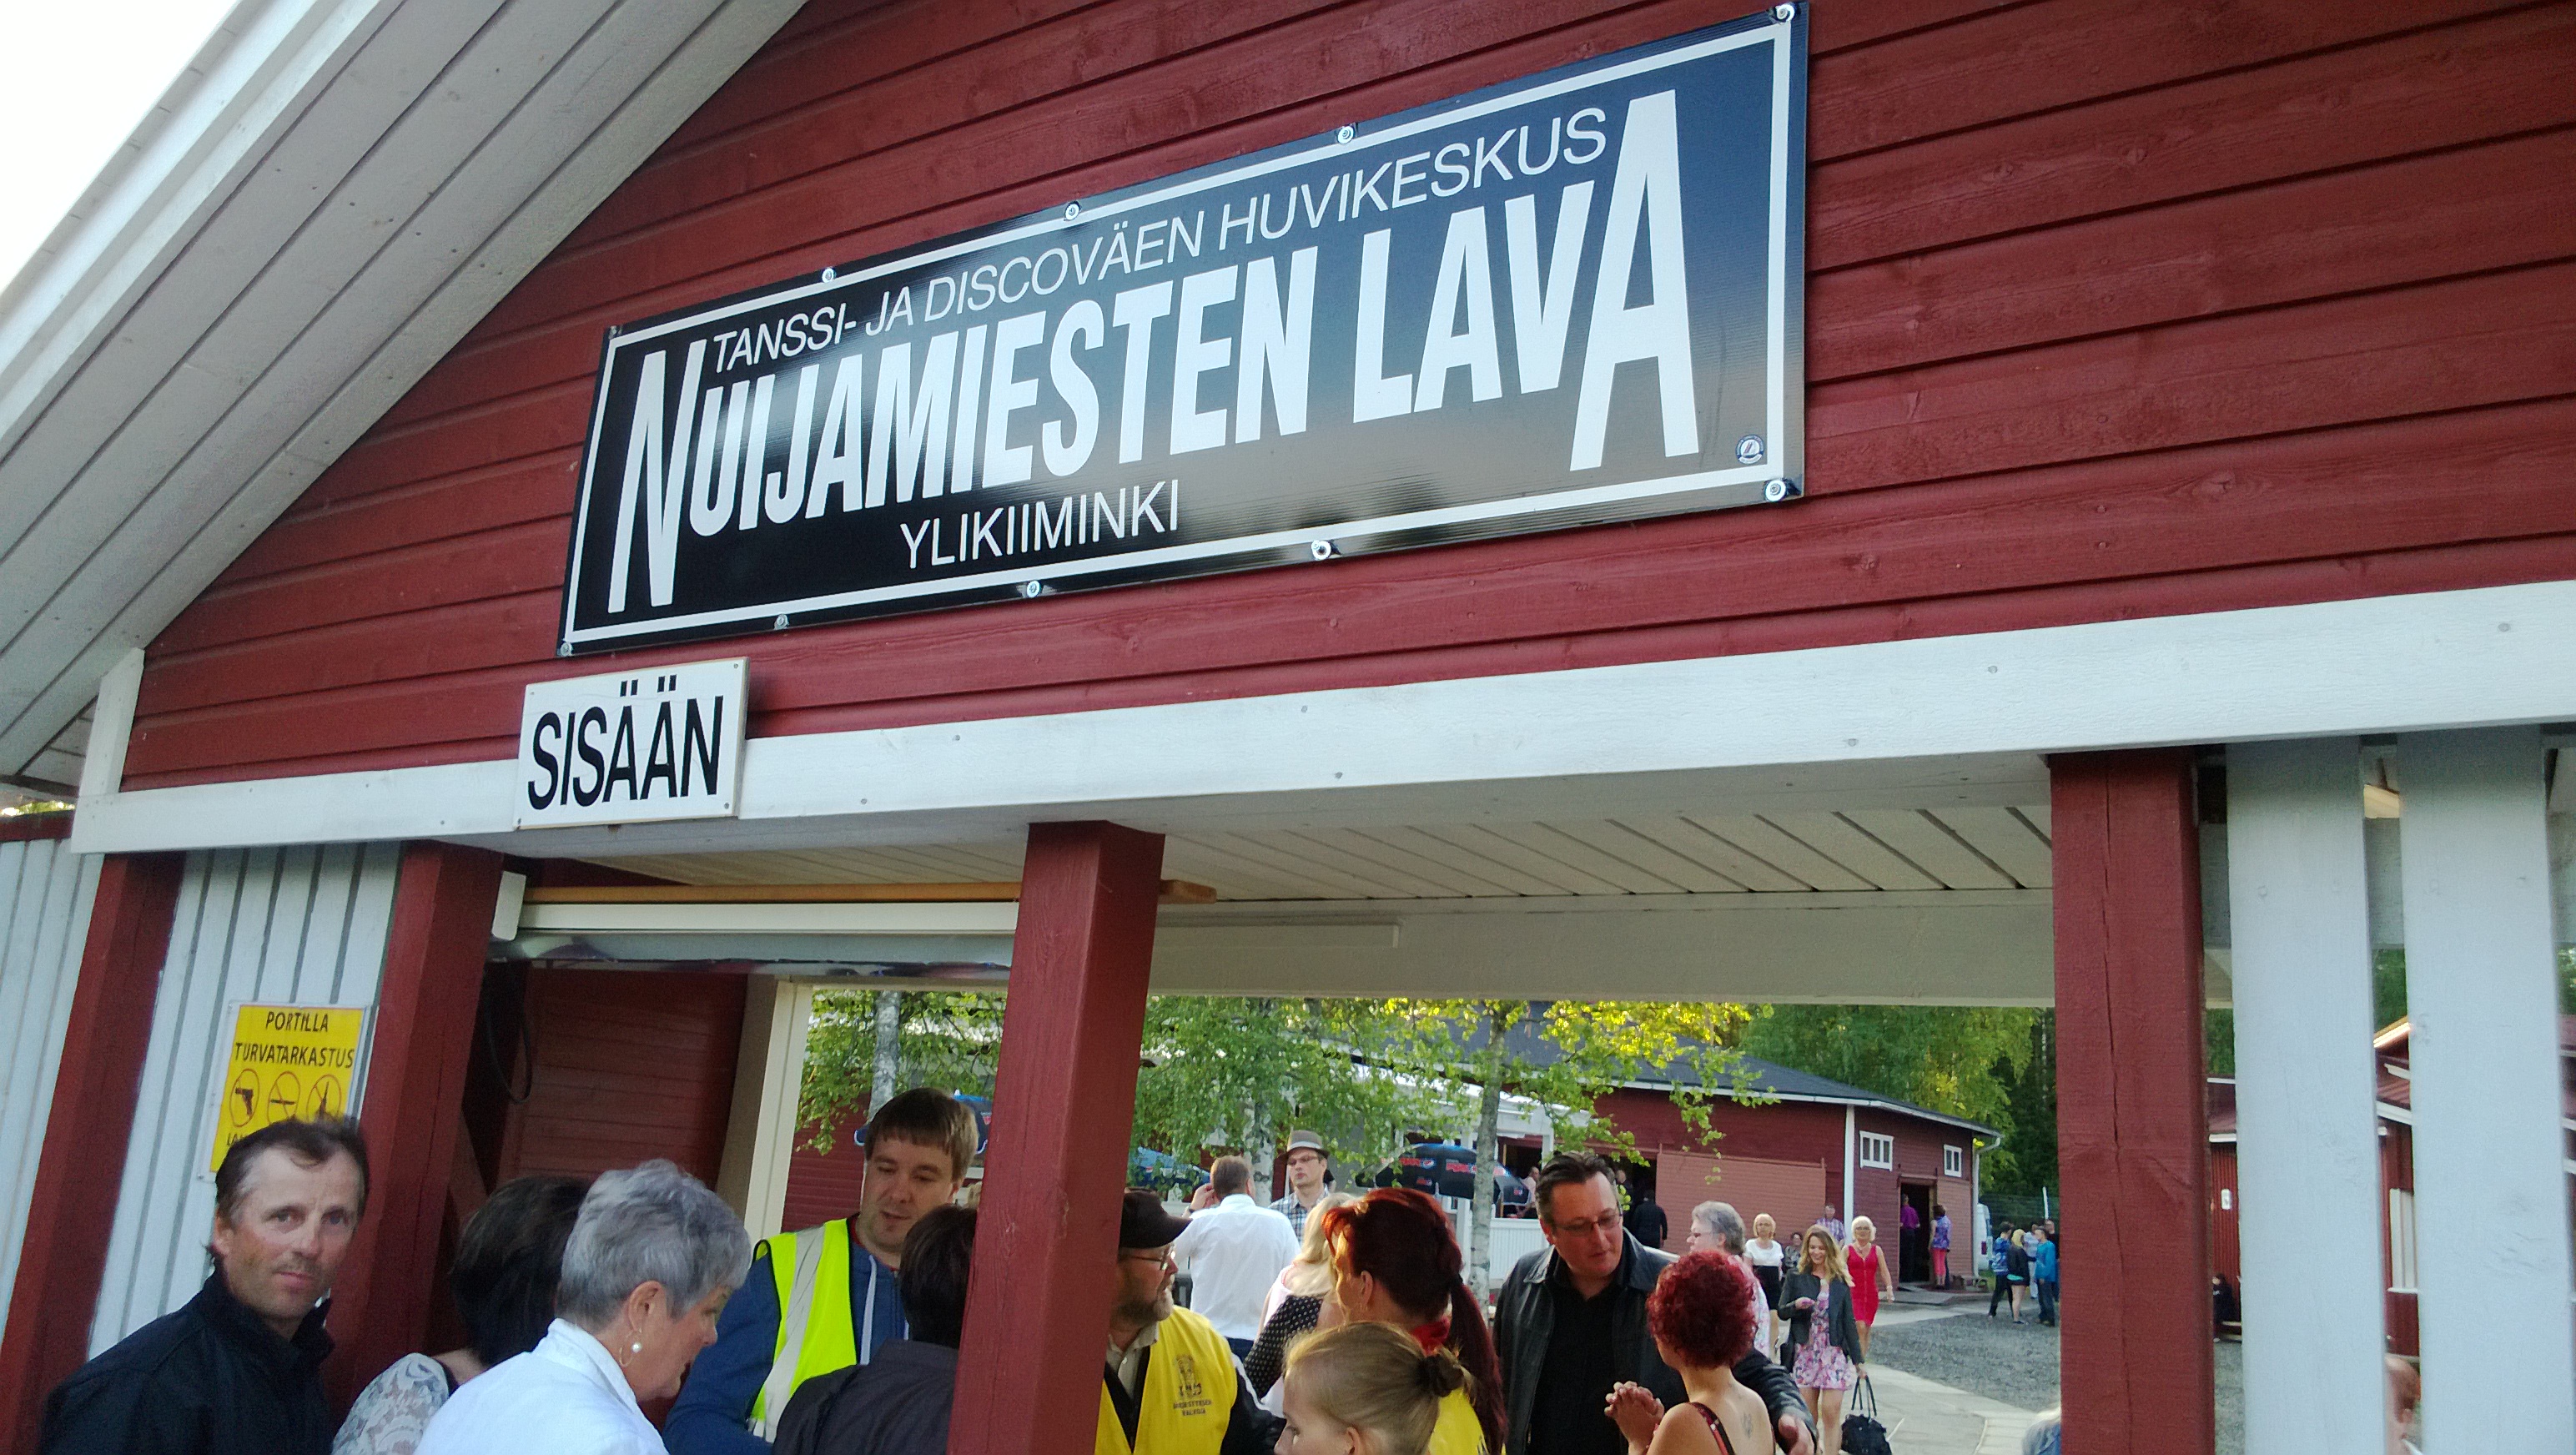 TANSSI- JA DISCOVÄEN HUVIKESKUS
NUIJAMIESTEN LAVA
YLIKIIMINKI
SISÄÄN
PORTILLA
TURVATARKASTUS